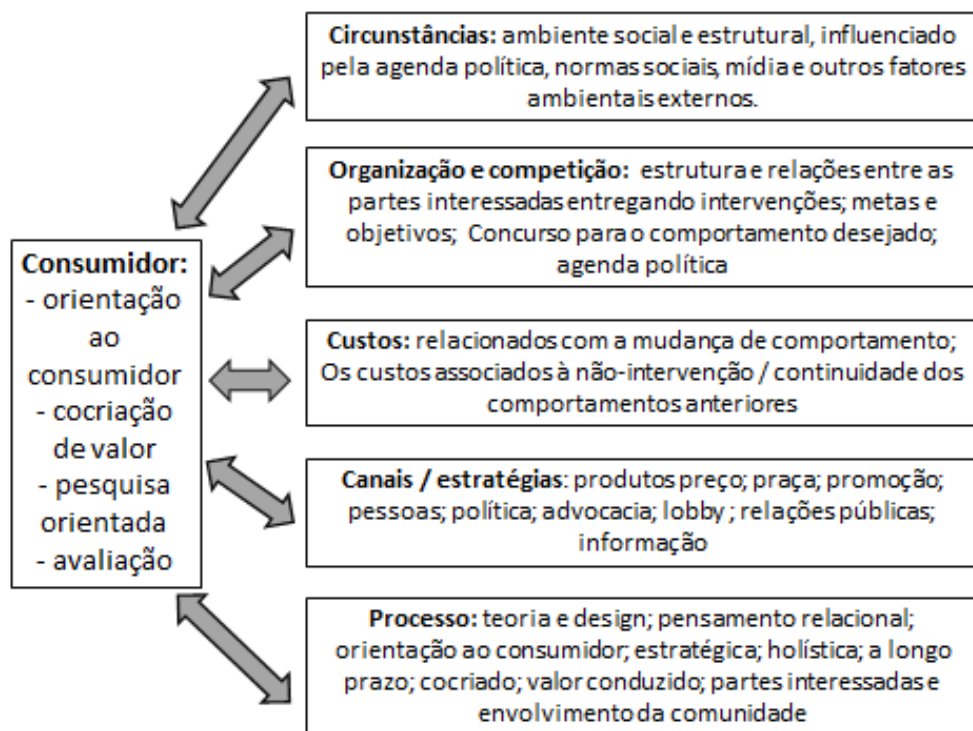 Circunstâncias: ambiente social e estrutural, influenciado
pela agenda política, normas sociais, mídia e outros fatores
ambientais externos.
Organização e competição: estrutura e relações entre as
partes interessadas entregando intervenções; metas e
objetivos; Concurso para o comportamento desejado;
agenda política
Consumidor:
- orientação
ao
consumidor
- cocriação
de valor
- pesquisa
orientada
- avaliação
Custos: relacionados com a mudança de comportamento;
Os custos associados à não-intervenção / continuidade dos
comportamentos anteriores
Canais / estratégias: produtos preço; praça; promoção;
pessoas; política; advocacia; lobby ; relações públicas;
informação
Processo: teoria e design; pensamento relacional;
orientação ao consumidor; estratégica; holística; a longo
prazo; cocriado; valor conduzido; partes interessadas e
envolvimento da comunidade